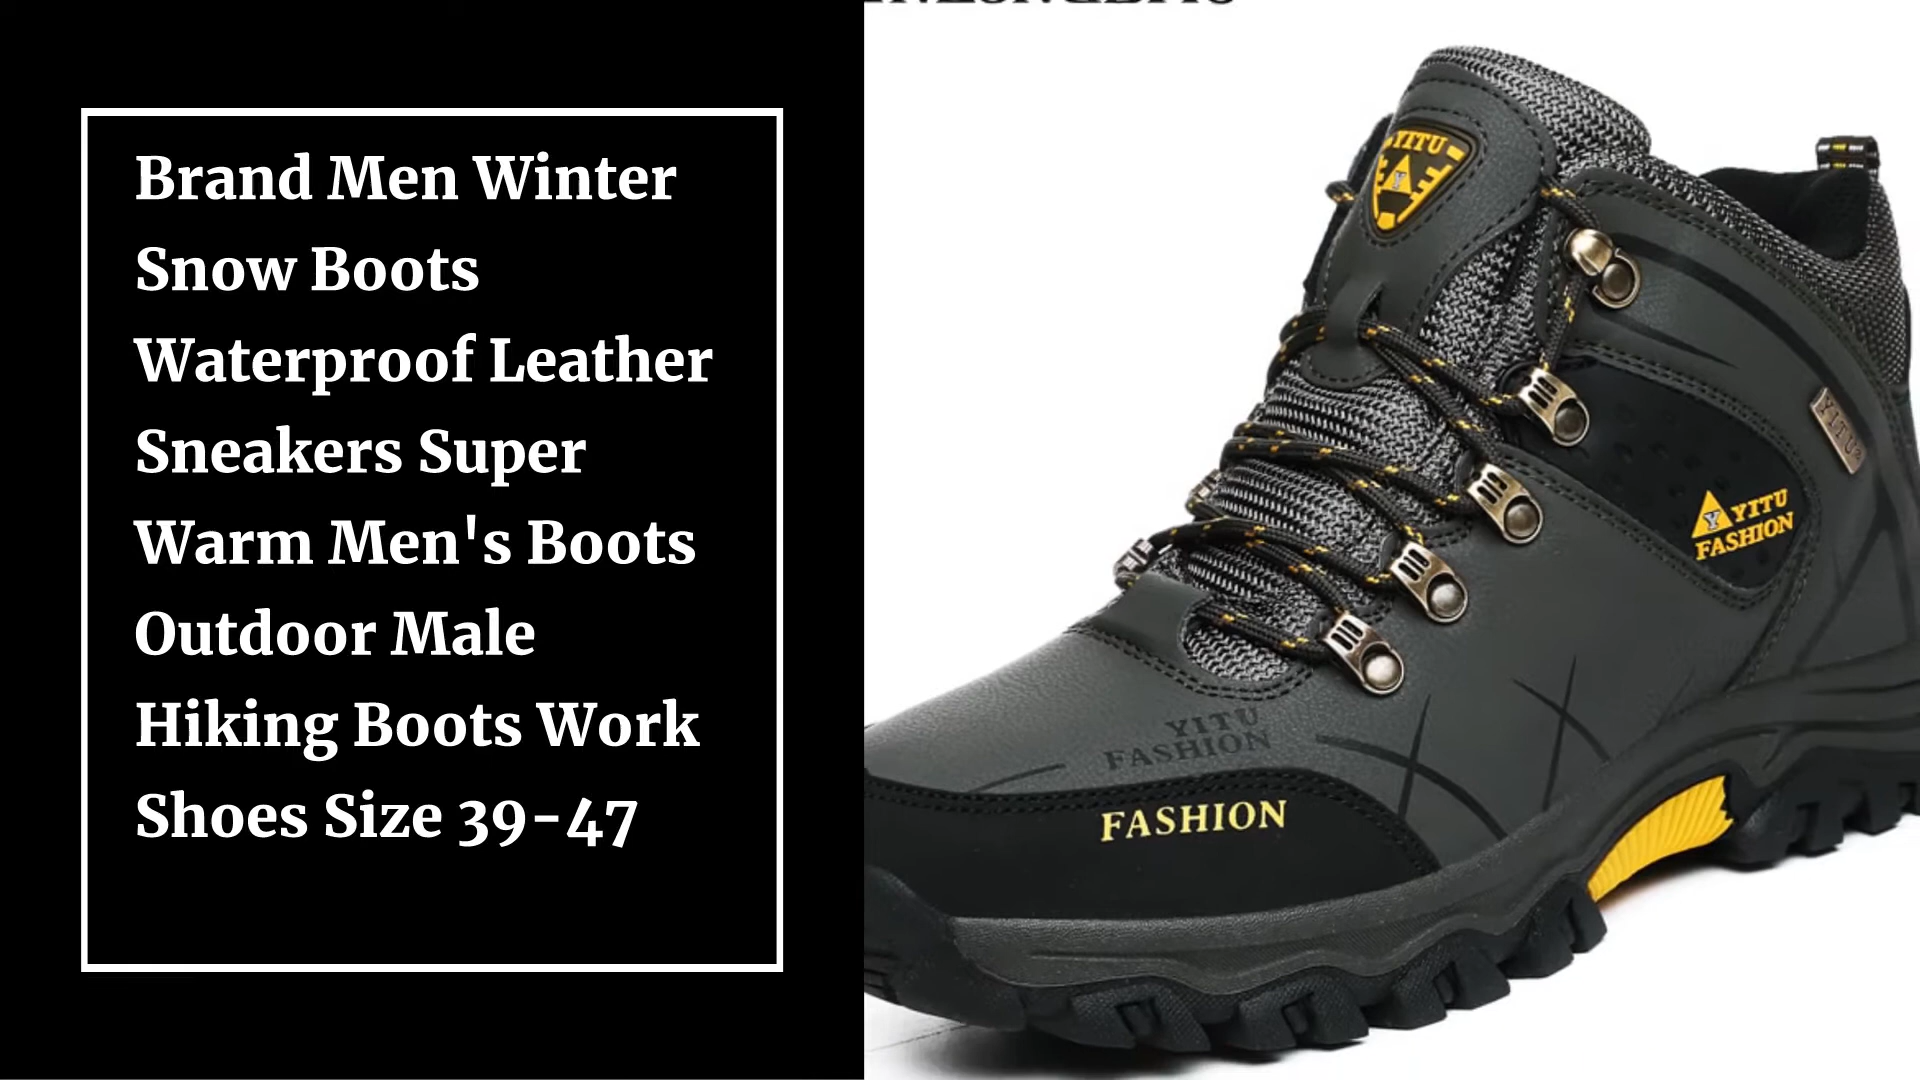 Brand Men Winter
Snow Boots
Waterproof Leather
Sneakers Super
Warm Men's Boots
Outdoor Male
Hiking Boots Work
Shoes Size 39-47
YITU
Y
YITU®
Y YITU
FASHION
YITU
FASHION
FASHION